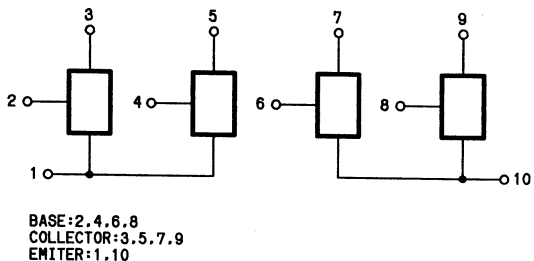 3 5 7 9
2 4 6 8
1 10
BASE:2.4.6.8
COLLECTOR:3.5.7.9
EMITER:1.10